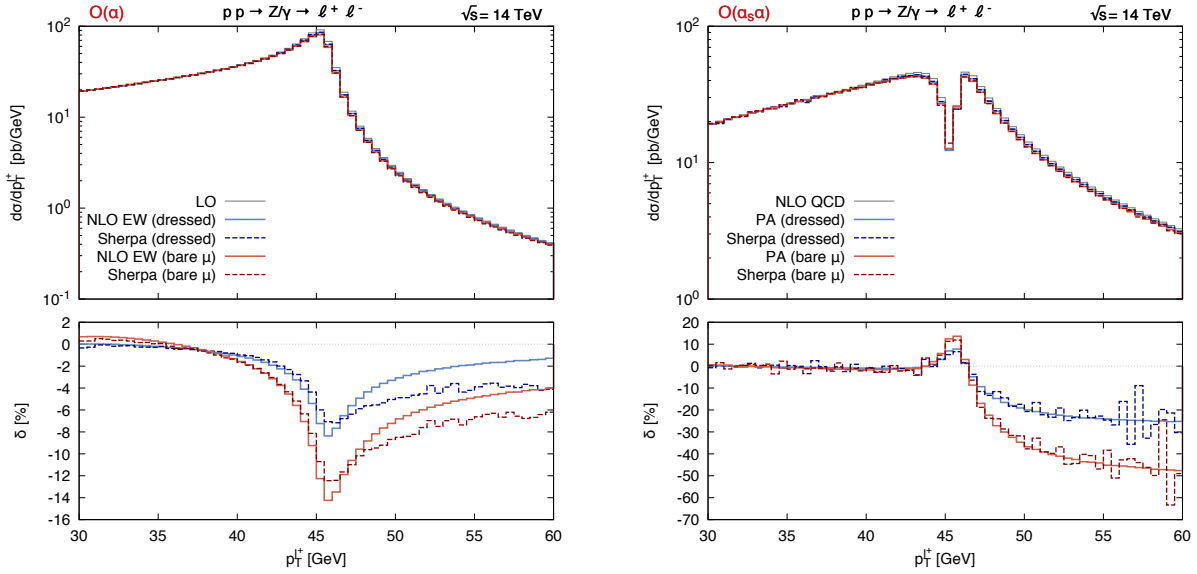 O(α) p p → Z/γ → ℓ⁺ ℓ⁻ √s = 14 TeV
dσ/dp_T^{l⁺} [pb/GeV]
10²
10¹
10⁰
10⁻¹
LO
NLO EW (dressed)
Sherpa (dressed)
NLO EW (bare μ)
Sherpa (bare μ)
δ [%]
2
0
-2
-4
-6
-8
-10
-12
-14
-16
30 35 40 45 50 55 60
p_T^{l⁺} [GeV]
O(α_sα) p p → Z/γ → ℓ⁺ ℓ⁻ √s = 14 TeV
dσ/dp_T^{l⁺} [pb/GeV]
10²
10¹
10⁰
NLO QCD
PA (dressed)
Sherpa (dressed)
PA (bare μ)
Sherpa (bare μ)
δ [%]
20
10
0
-10
-20
-30
-40
-50
-60
-70
30 35 40 45 50 55 60
p_T^{l⁺} [GeV]